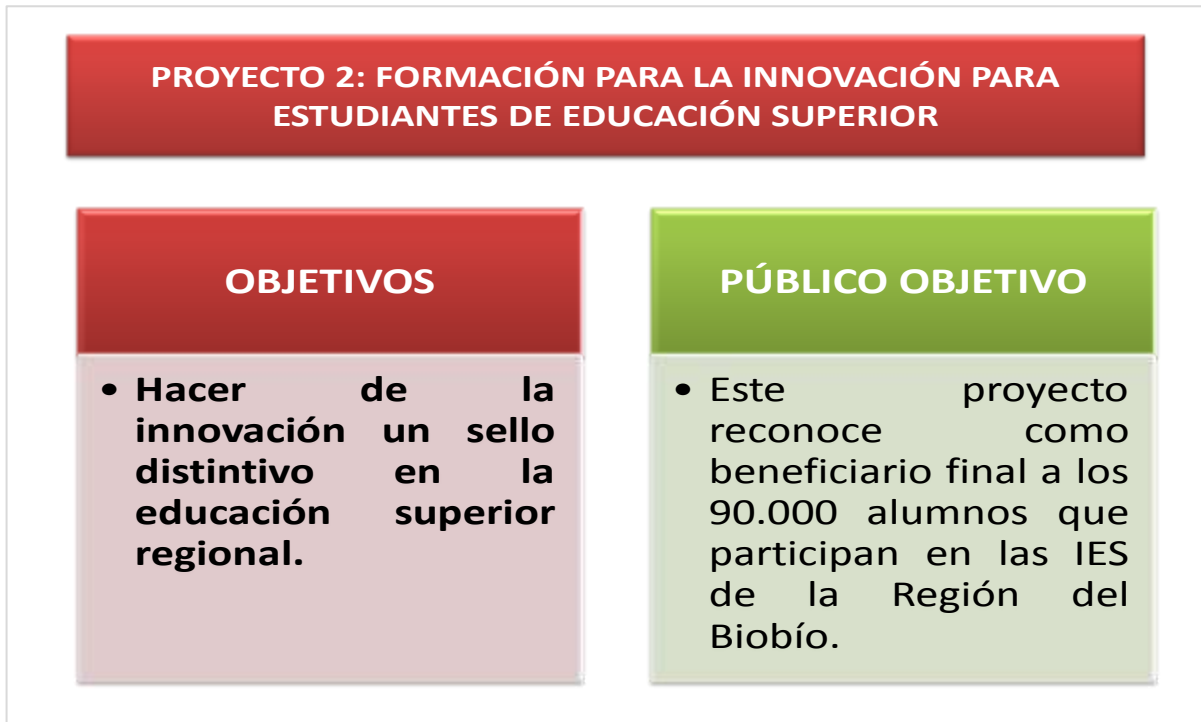 PROYECTO 2: FORMACIÓN PARA LA INNOVACIÓN PARA
ESTUDIANTES DE EDUCACIÓN SUPERIOR
OBJETIVOS
• Hacer de la
innovación un sello
distintivo en la
educación superior
regional.
PÚBLICO OBJETIVO
• Este proyecto
reconoce como
beneficiario final a los
90.000 alumnos que
participan en las IES
de la Región del
Biobío.